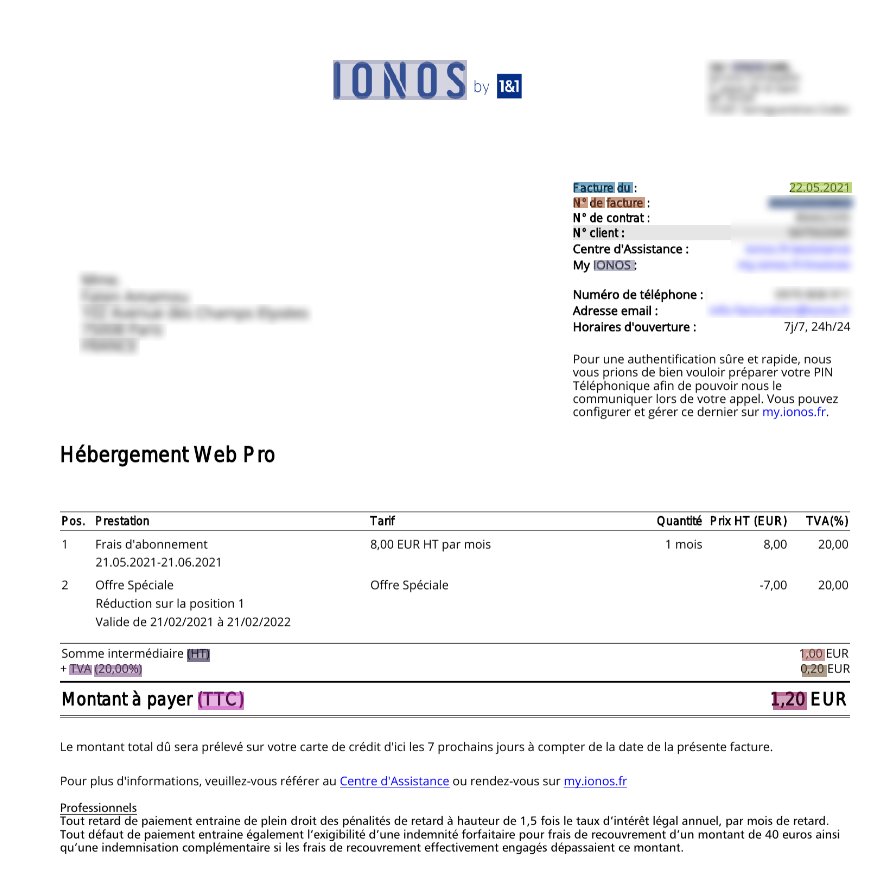 IONOS by 1&1
Facture du : 22.05.2021
N° de facture :
N° de contrat :
N° client :
Centre d'Assistance :
My IONOS :
Numéro de téléphone :
Adresse email :
Horaires d'ouverture : 7j/7, 24h/24
Pour une authentification sûre et rapide, nous
vous prions de bien vouloir préparer votre PIN
Téléphonique afin de pouvoir nous le
communiquer lors de votre appel. Vous pouvez
configurer et gérer ce dernier sur my.ionos.fr.
Hébergement Web Pro
Pos. Prestation Tarif Quantité Prix HT (EUR) TVA(%)
1 Frais d'abonnement 8,00 EUR HT par mois 1 mois 8,00 20,00
21.05.2021-21.06.2021
2 Offre Spéciale Offre Spéciale -7,00 20,00
Réduction sur la position 1
Valide de 21/02/2021 à 21/02/2022
Somme intermédiaire (HT) 1,00 EUR
+ TVA (20,00%) 0,20 EUR
Montant à payer (TTC) 1,20 EUR
Le montant total dû sera prélevé sur votre carte de crédit d'ici les 7 prochains jours à compter de la date de la présente facture.
Pour plus d'informations, veuillez-vous référer au Centre d'Assistance ou rendez-vous sur my.ionos.fr
Professionnels
Tout retard de paiement entraine de plein droit des pénalités de retard à hauteur de 1,5 fois le taux d’intérêt légal annuel, par mois de retard.
Tout défaut de paiement entraine également l’exigibilité d’une indemnité forfaitaire pour frais de recouvrement d’un montant de 40 euros ainsi
qu’une indemnisation complémentaire si les frais de recouvrement effectivement engagés dépassaient ce montant.